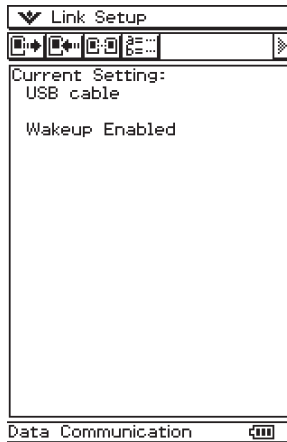 Link Setup
Current Setting:
USB cable
Wakeup Enabled
Data Communication